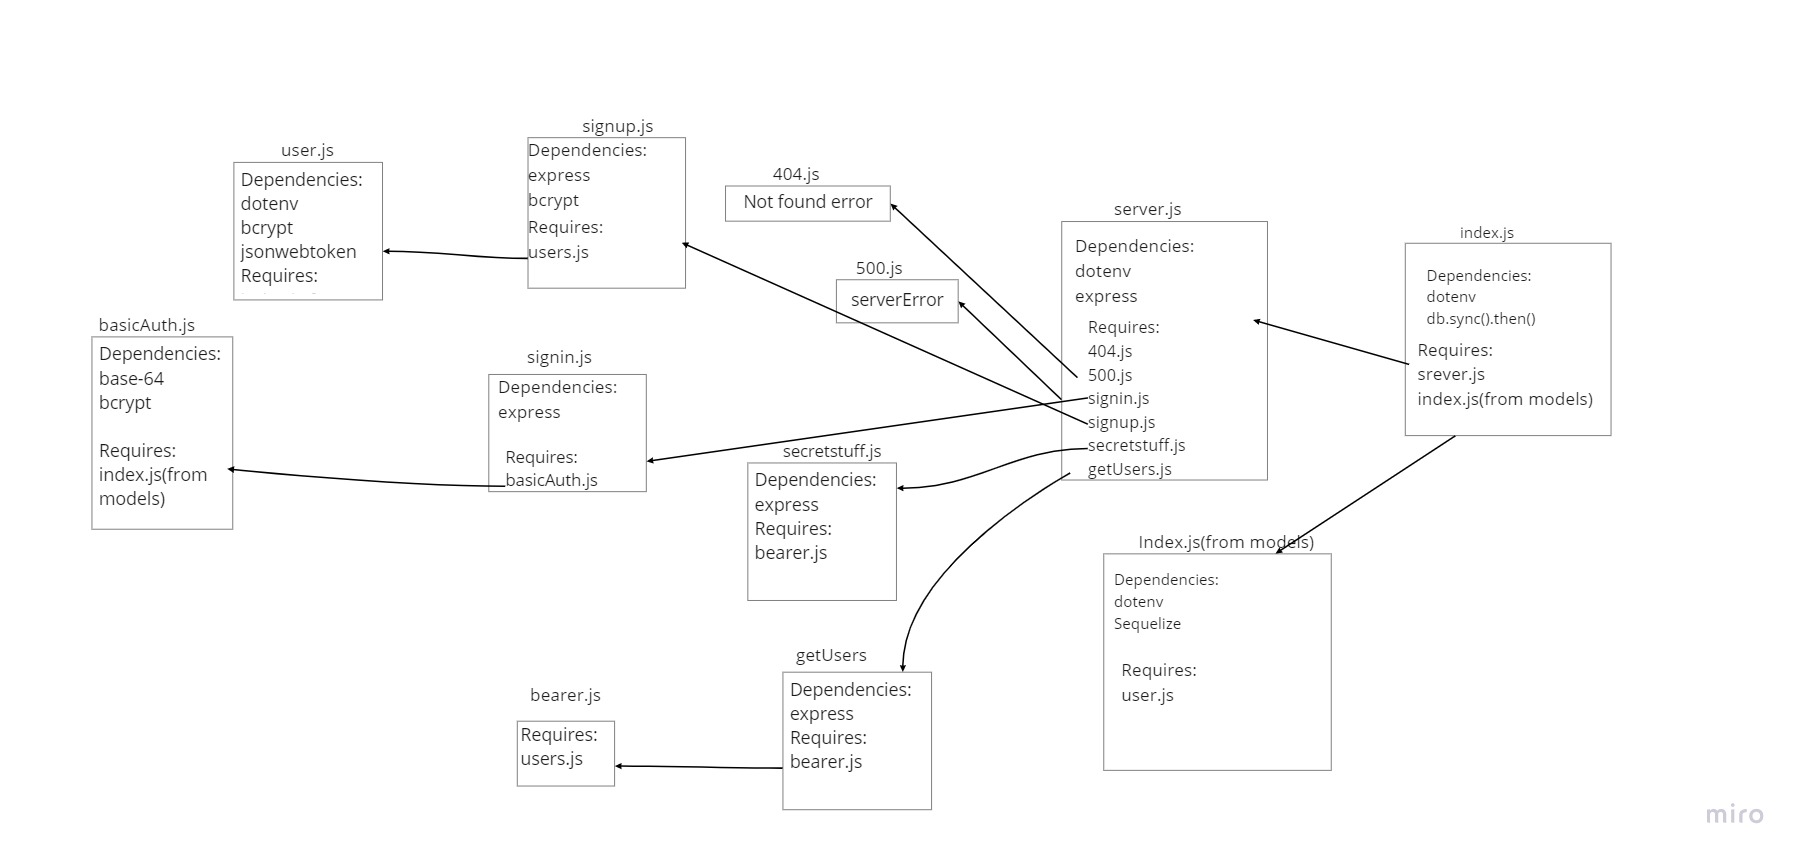 signup.js
Dependencies:
express
bcrypt
Requires:
users.js
user.js
Dependencies:
dotenv
bcrypt
jsonwebtoken
Requires:
404.js
Not found error
500.js
serverError
server.js
Dependencies:
dotenv
express
Requires:
404.js
500.js
signin.js
signup.js
secretstuff.js
getUsers.js
index.js
Dependencies:
dotenv
db.sync().then()
Requires:
srever.js
index.js(from models)
basicAuth.js
Dependencies:
base-64
bcrypt
Requires:
index.js(from
models)
signin.js
Dependencies:
express
Requires:
basicAuth.js
secretstuff.js
Dependencies:
express
Requires:
bearer.js
Index.js(from models)
Dependencies:
dotenv
Sequelize
Requires:
user.js
getUsers
Dependencies:
express
Requires:
bearer.js
bearer.js
Requires:
users.js
miro